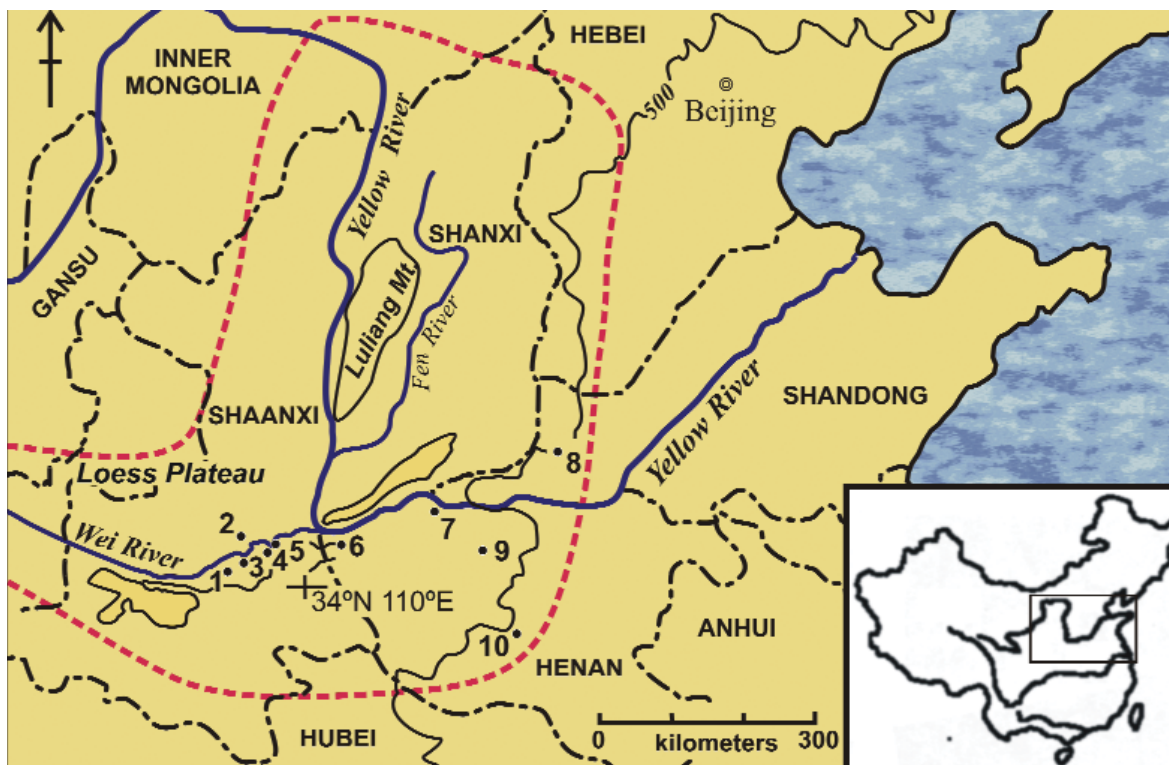 HEBEI
INNER
MONGOLIA
500
Beijing
Yellow River
SHANXI
GANSU
Luliang Mt.
Fen River
SHAANXI
SHANDONG
Yellow River
Loess Plateau
8
2
7
Wei River
5
6
9
4
3
1
34ºN 110ºE
ANHUI
10
HENAN
HUBEI
0 kilometers 300